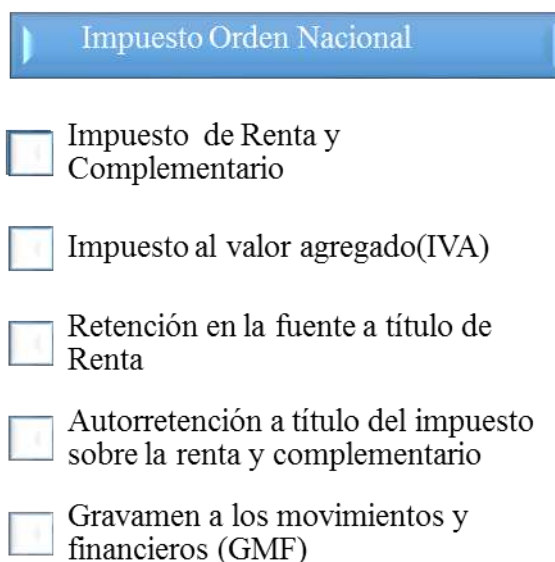 Impuesto Orden Nacional
Impuesto de Renta y
Complementario
Impuesto al valor agregado(IVA)
Retención en la fuente a título de
Renta
Autorretención a título del impuesto
sobre la renta y complementario
Gravamen a los movimientos y
financieros (GMF)